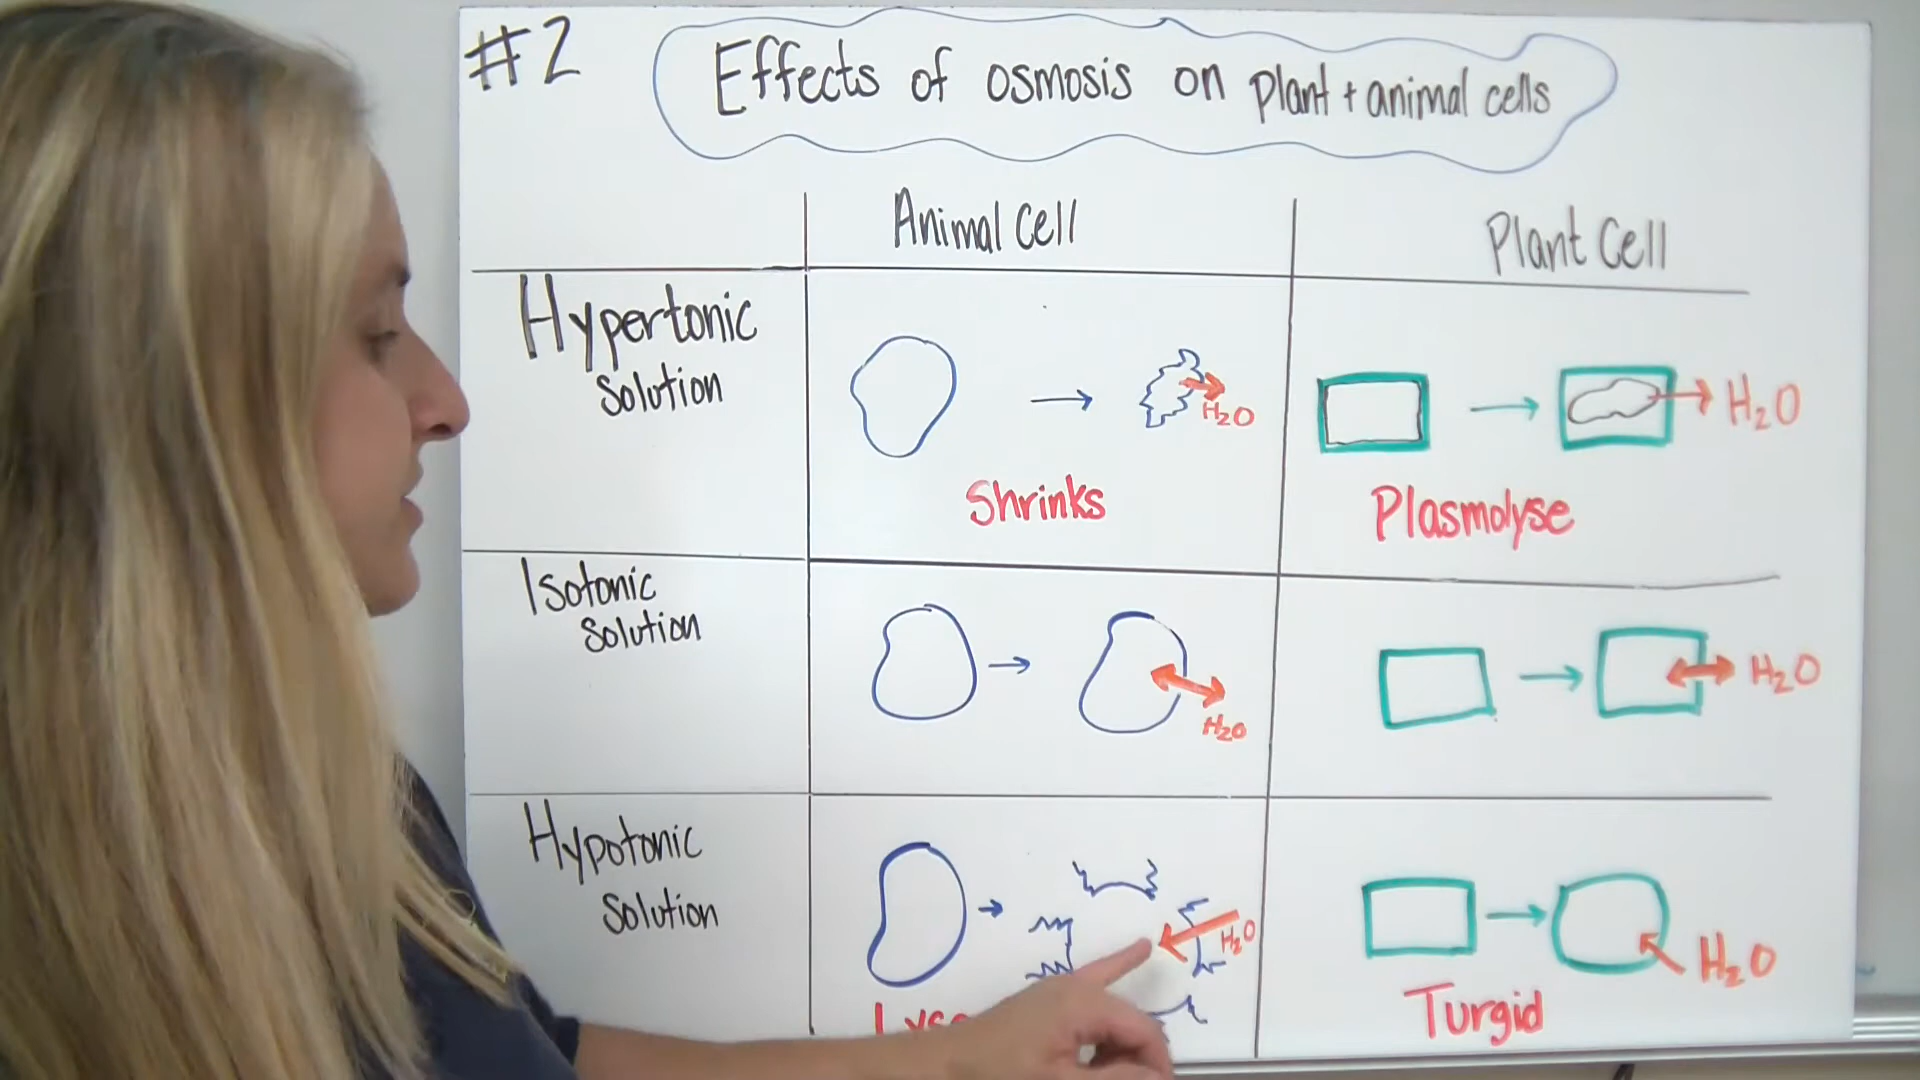 #2
Effects of osmosis on plant + animal cells
Animal Cell
Plant Cell
Hypertonic
Solution
H₂O
H₂O
Shrinks
Plasmolyse
Isotonic
Solution
H₂O
H₂O
Hypotonic
Solution
H₂O
H₂O
Turgid